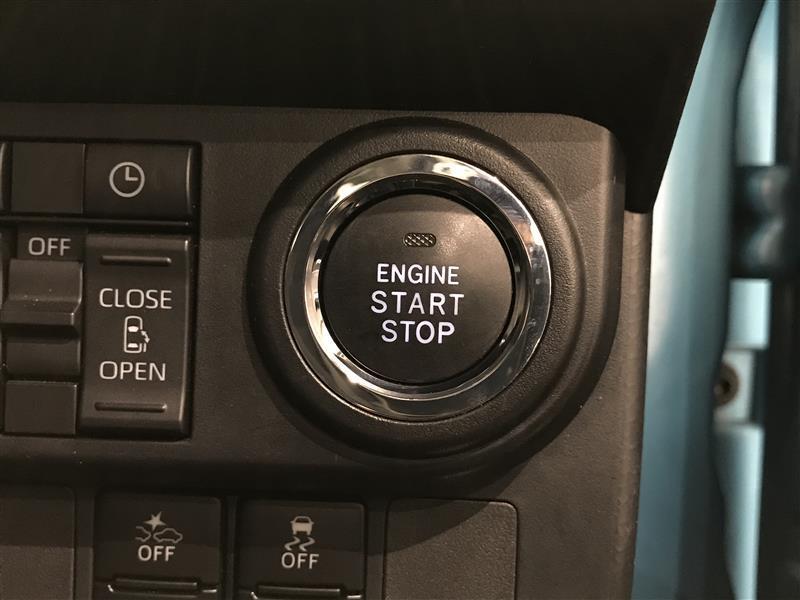 OFF
CLOSE
OPEN
ENGINE
START
STOP
OFF
OFF